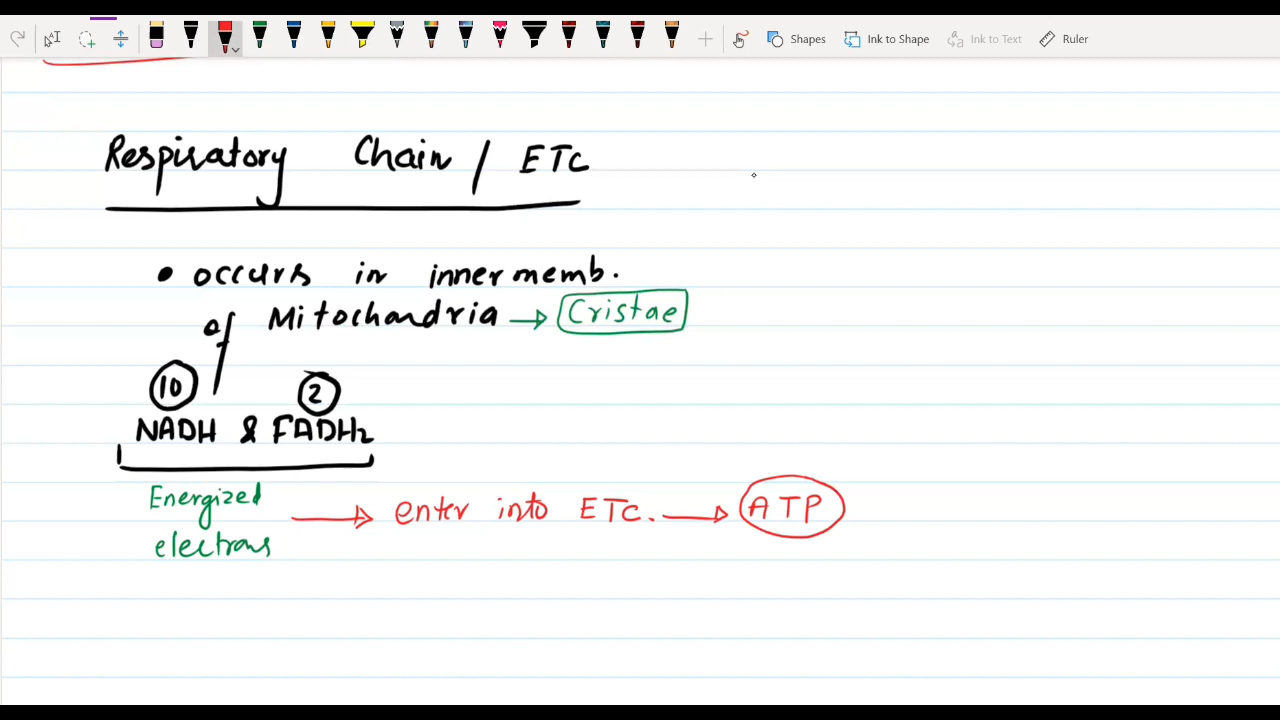 Shapes
Ink to Shape
Ink to Text
Ruler
Respiratory Chain / ETC
• occurs in inner memb.
of Mitochandria → Cristae
10 2
NADH & FADH2
Energized
electrons → enter into ETC. → ATP